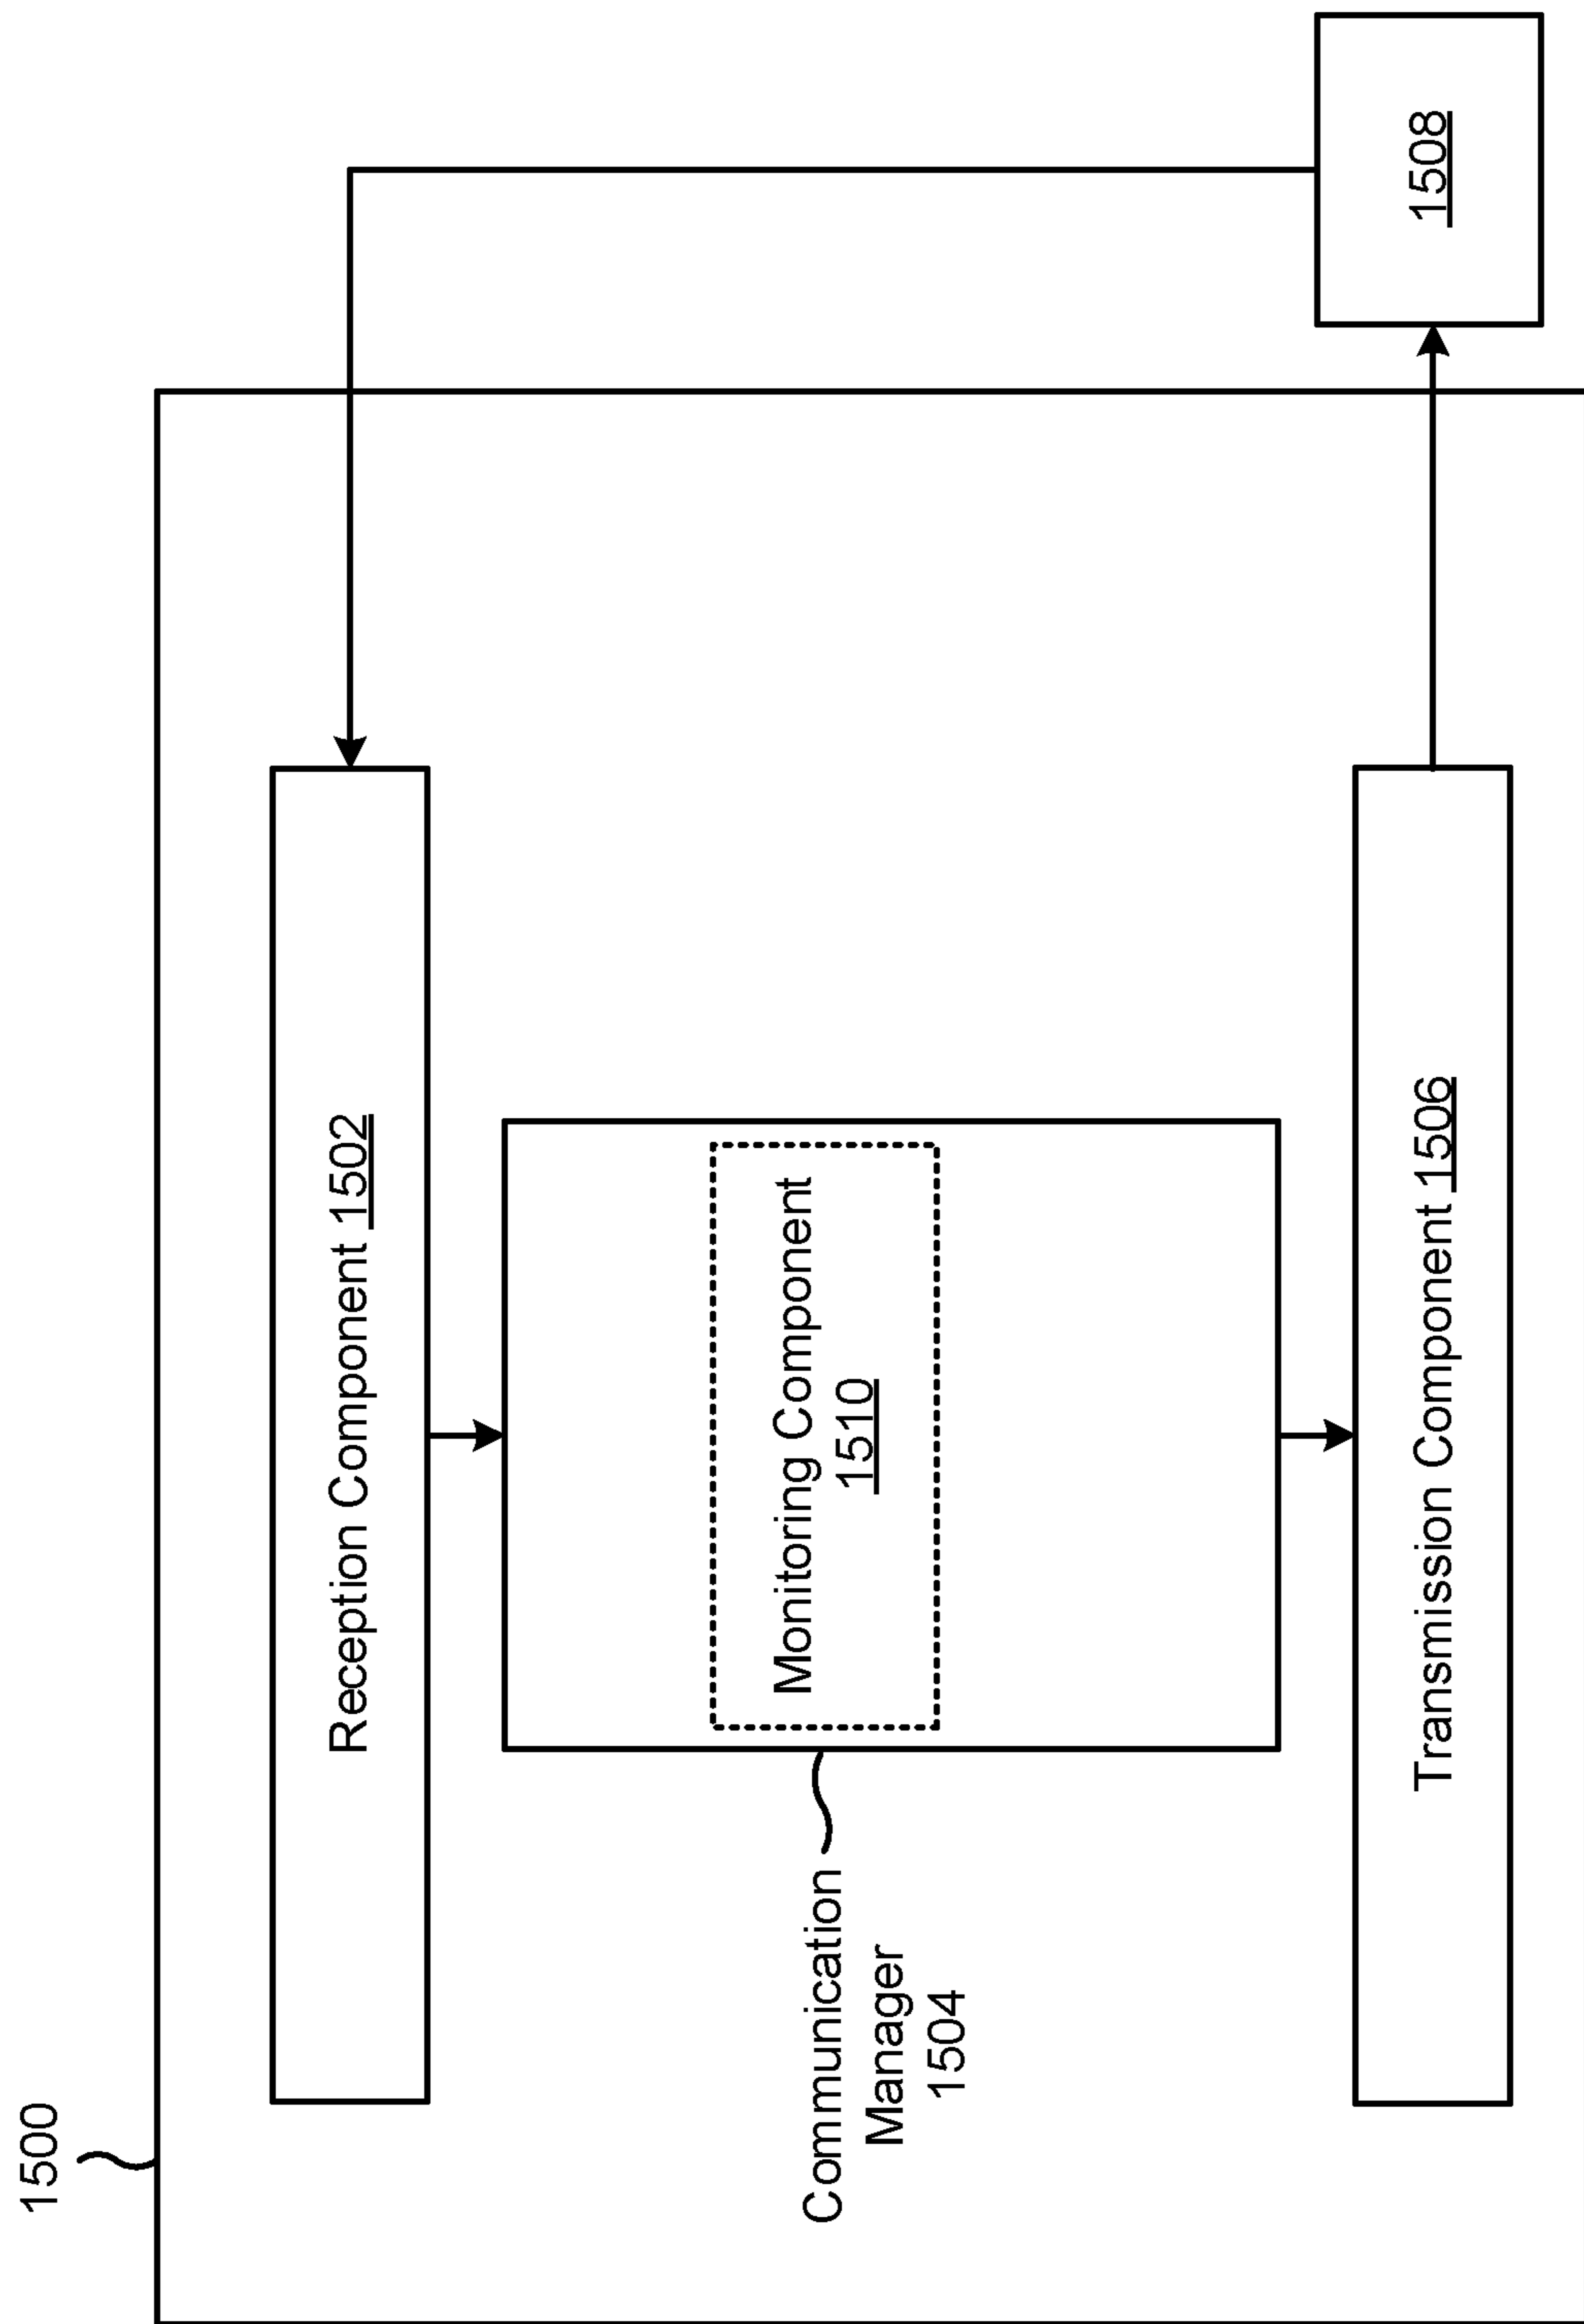 1500
Reception Component 1502
Communication
Manager
1504
Monitoring Component
1510
Transmission Component 1506
1508